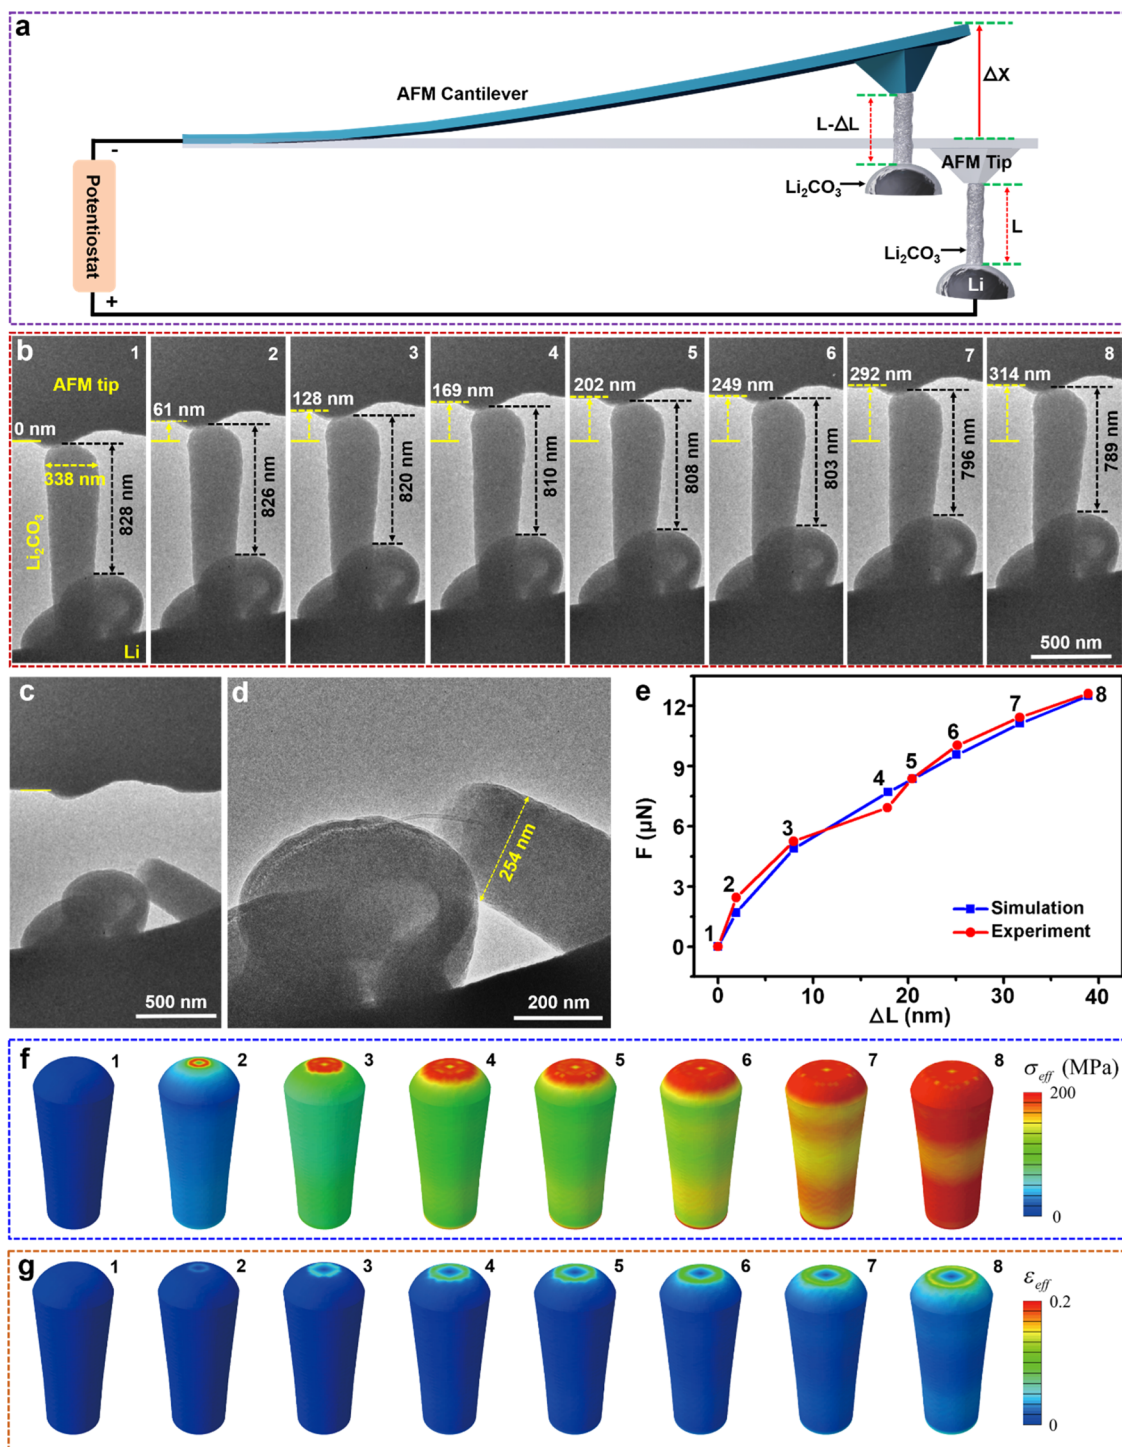 a
AFM Cantilever
ΔX
L-ΔL
AFM Tip
-
Li₂CO₃
L
Li₂CO₃
Potentiostat
Li
+
b
1
2
3
4
5
6
7
8
AFM tip
0 nm
61 nm
128 nm
169 nm
202 nm
249 nm
292 nm
314 nm
338 nm
828 nm
826 nm
820 nm
810 nm
808 nm
803 nm
796 nm
789 nm
Li₂CO₃
Li
500 nm
c
500 nm
d
254 nm
200 nm
e
F (μN)
12
9
6
3
0
1
2
3
4
5
6
7
8
Simulation
Experiment
0 10 20 30 40
ΔL (nm)
f
1
2
3
4
5
6
7
8
σeff (MPa)
200
0
g
1
2
3
4
5
6
7
8
εeff
0.2
0